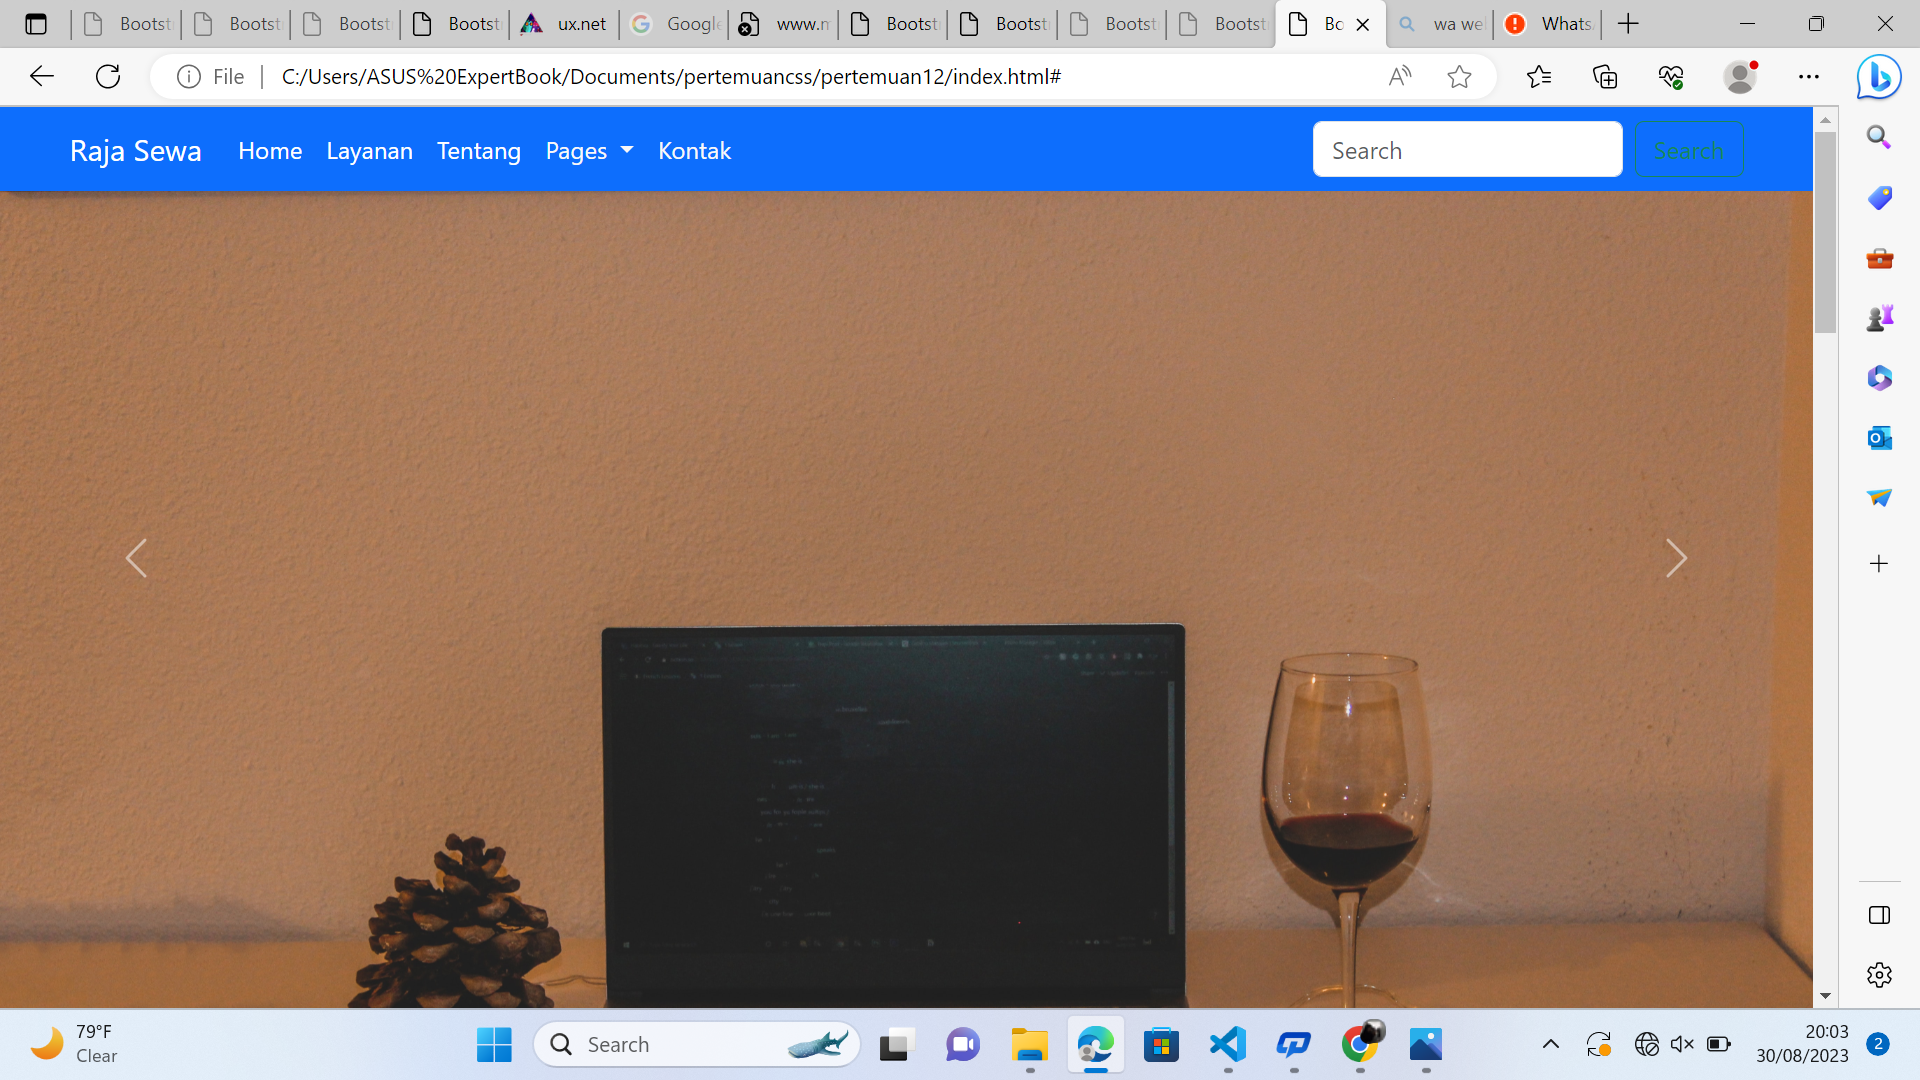 Bootst
Bootst
Bootst
Bootst
ux.net
Google
www.m
Bootst
Bootst
Bootst
Bootst
Bo
wa we
Whats
File
C:/Users/ASUS%20ExpertBook/Documents/pertemuancss/pertemuan12/index.html#
Raja Sewa
Home
Layanan
Tentang
Pages
Kontak
Search
Search
79°F
Clear
Search
20:03
30/08/2023
2